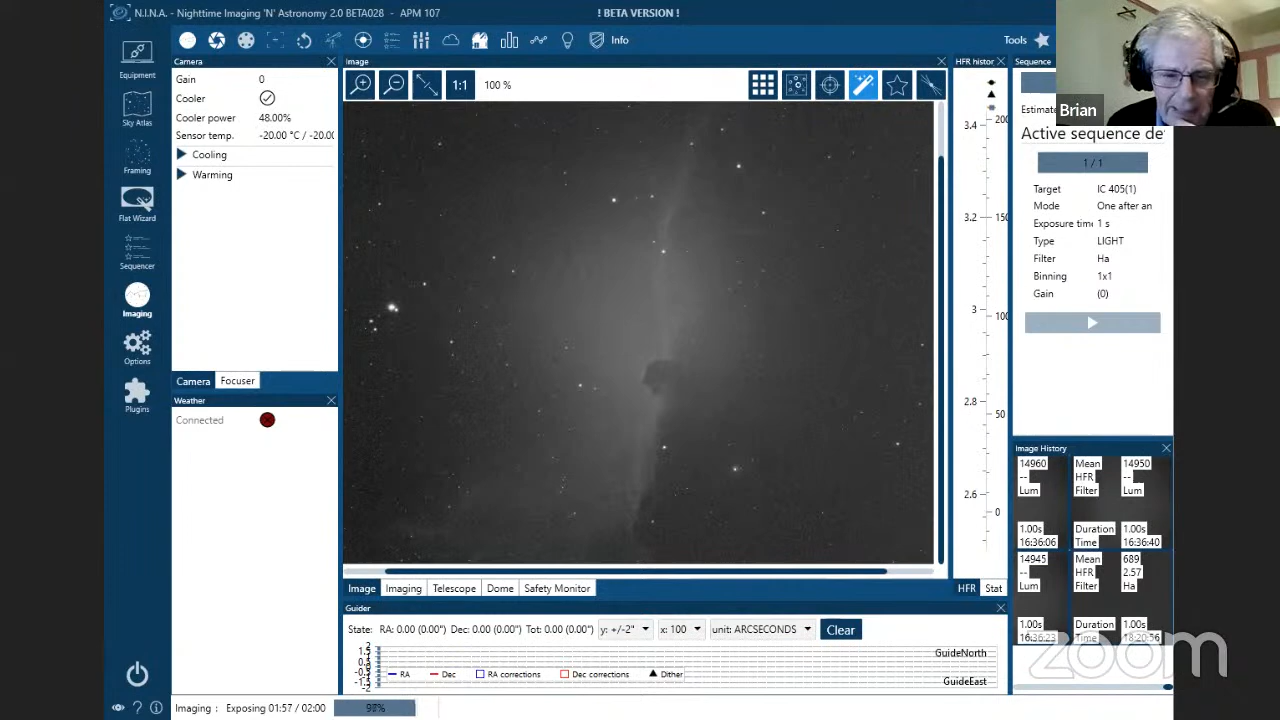 N.I.N.A. - Nighttime Imaging 'N' Astronomy 2.0 BETA028 - APM 107
! BETA VERSION !
Info
Tools
Equipment
Sky Atlas
Framing
Flat Wizard
Sequencer
Imaging
Options
Plugins
Camera
Gain 0
Cooler
Cooler power 48.00%
Sensor temp. -20.00 °C / -20.00
Cooling
Warming
Camera Focuser
Weather
Connected
Image
1:1 100 %
Image Imaging Telescope Dome Safety Monitor
HFR histor
3.4
3.2
3
2.8
2.6
200
150
100
50
0
HFR Stat
Sequence
Estimate
Brian
Active sequence de
1 / 1
Target IC 405(1)
Mode One after an
Exposure time 1 s
Type LIGHT
Filter Ha
Binning 1x1
Gain (0)
Image History
14960 Mean 14950
-- HFR --
Lum Filter Lum
1.00s Duration 1.00s
16:36:06 Time 16:36:40
14945 Mean 689
-- HFR 2.57
Lum Filter Ha
1.00s Duration 1.00s
16:36:23 Time 18:20:56
zoom
Guider
State: RA: 0.00 (0.00") Dec: 0.00 (0.00") Tot: 0.00 (0.00") y: +/-2" x: 100 unit: ARCSECONDS Clear
GuideNorth
RA Dec RA corrections Dec corrections Dither
GuideEast
-2
Imaging : Exposing 01:57 / 02:00 98%